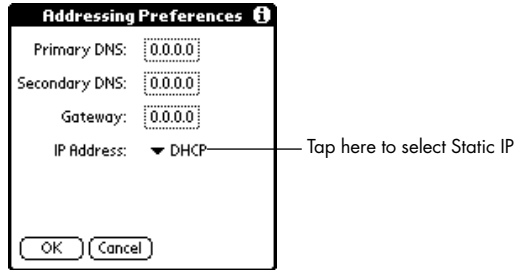 Addressing Preferences i
Primary DNS: 0.0.0.0
Secondary DNS: 0.0.0.0
Gateway: 0.0.0.0
IP Address: DHCP
Tap here to select Static IP
OK Cancel